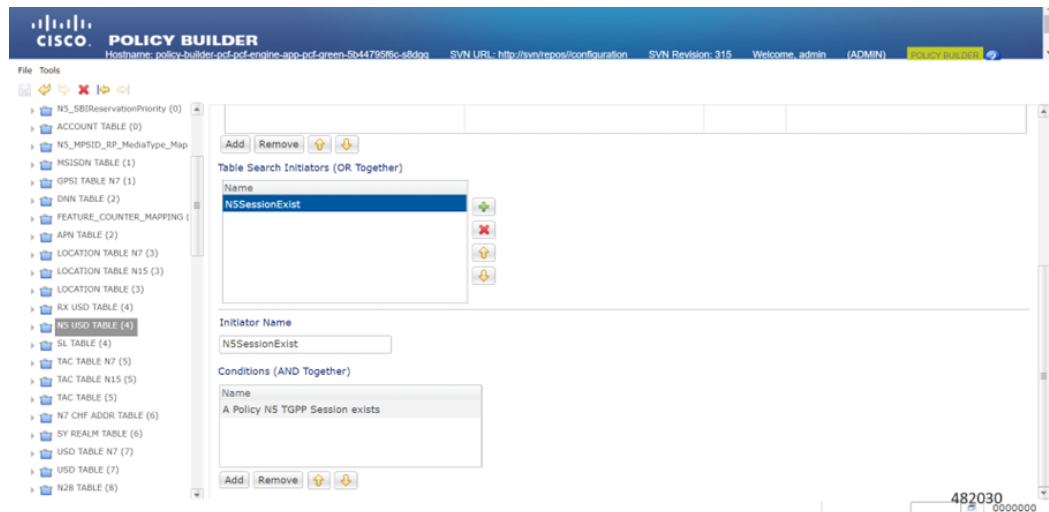 CISCO. POLICY BUILDER
Hostname: policy-builder-pcf-pcf-engine-app-pcf-green-5b44795f6c-s8dgg SVN URL: http://svn/repos//configuration SVN Revision: 315 Welcome, admin (ADMIN) POLICY BUILDER
File Tools
N5_SBIReservationPriority (0)
ACCOUNT TABLE (0)
N5_MPSID_RP_MediaType_Map
MSISDN TABLE (1)
GPSI TABLE N7 (1)
DNN TABLE (2)
FEATURE_COUNTER_MAPPING (
APN TABLE (2)
LOCATION TABLE N7 (3)
LOCATION TABLE N15 (3)
LOCATION TABLE (3)
RX USD TABLE (4)
N5 USD TABLE (4)
SL TABLE (4)
TAC TABLE N7 (5)
TAC TABLE N15 (5)
TAC TABLE (5)
N7 CHF ADDR TABLE (6)
SY REALM TABLE (6)
USD TABLE N7 (7)
USD TABLE (7)
N28 TABLE (8)
Add Remove
Table Search Initiators (OR Together)
Name
N5SessionExist
Initiator Name
N5SessionExist
Conditions (AND Together)
Name
A Policy N5 TGPP Session exists
Add Remove
482030
0000000